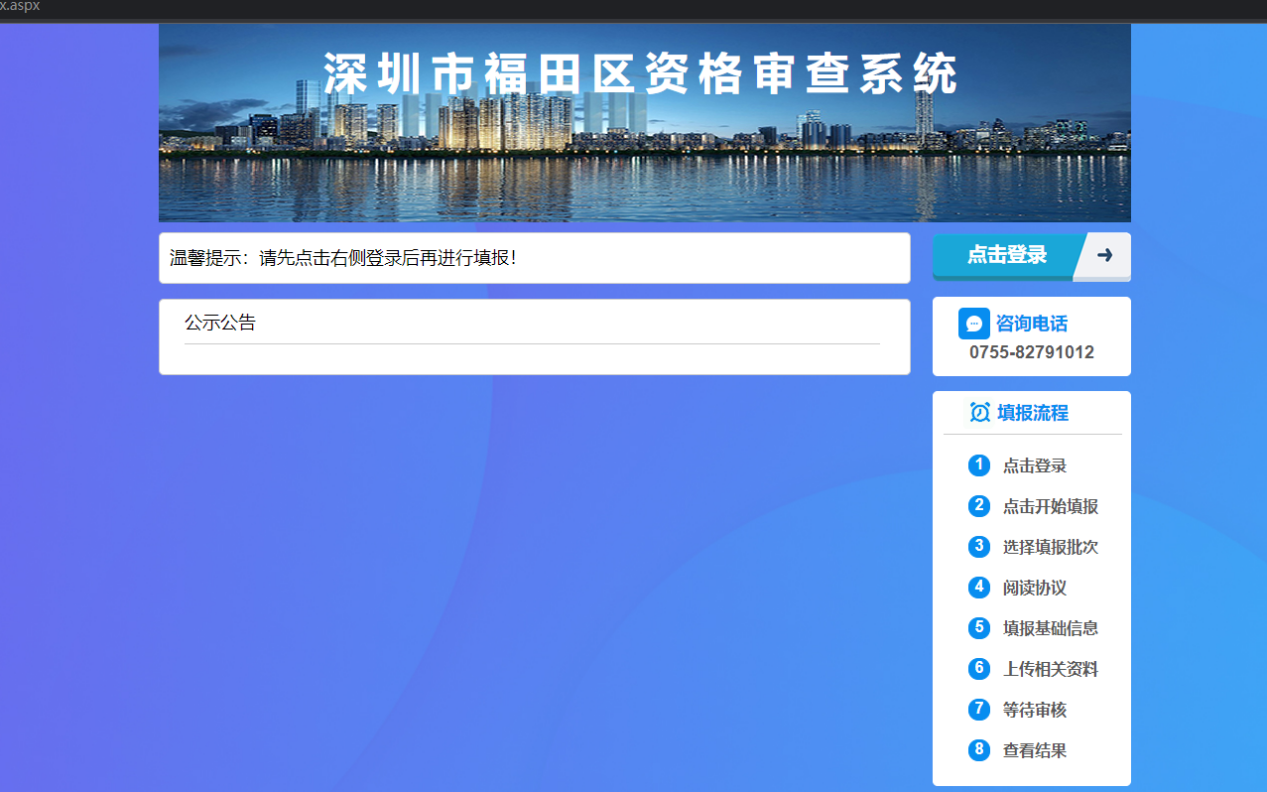 x.aspx
深圳市福田区资格审查系统
温馨提示：请先点击右侧登录后再进行填报！
点击登录
公示公告
咨询电话
0755-82791012
填报流程
1 点击登录
2 点击开始填报
3 选择填报批次
4 阅读协议
5 填报基础信息
6 上传相关资料
7 等待审核
8 查看结果